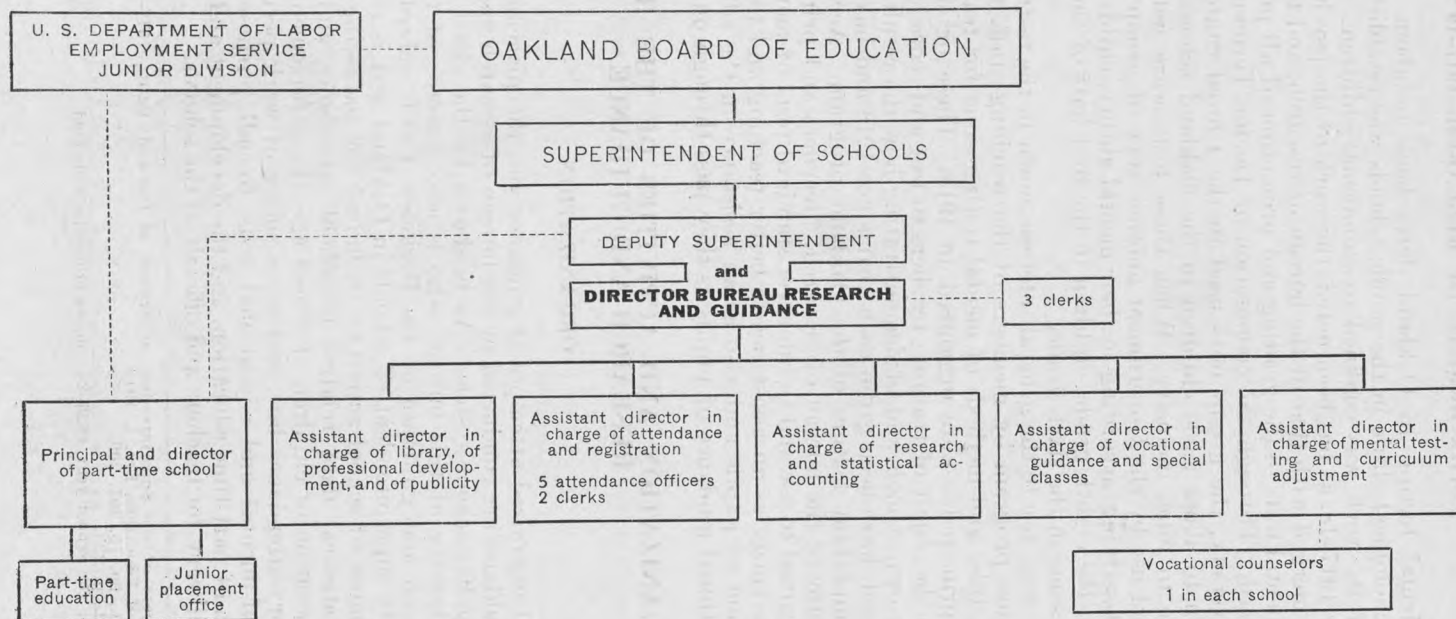 U. S. DEPARTMENT OF LABOR
EMPLOYMENT SERVICE
JUNIOR DIVISION
OAKLAND BOARD OF EDUCATION
SUPERINTENDENT OF SCHOOLS
DEPUTY SUPERINTENDENT
and
DIRECTOR BUREAU RESEARCH
AND GUIDANCE
3 clerks
Principal and director
of part-time school
Assistant director in
charge of library, of
professional develop-
ment, and of publicity
Assistant director in
charge of attendance
and registration
5 attendance officers
2 clerks
Assistant director in
charge of research
and statistical ac-
counting
Assistant director in
charge of vocational
guidance and special
classes
Assistant director in
charge of mental test-
ing and curriculum
adjustment
Part-time
education
Junior
placement
office
Vocational counselors
1 in each school